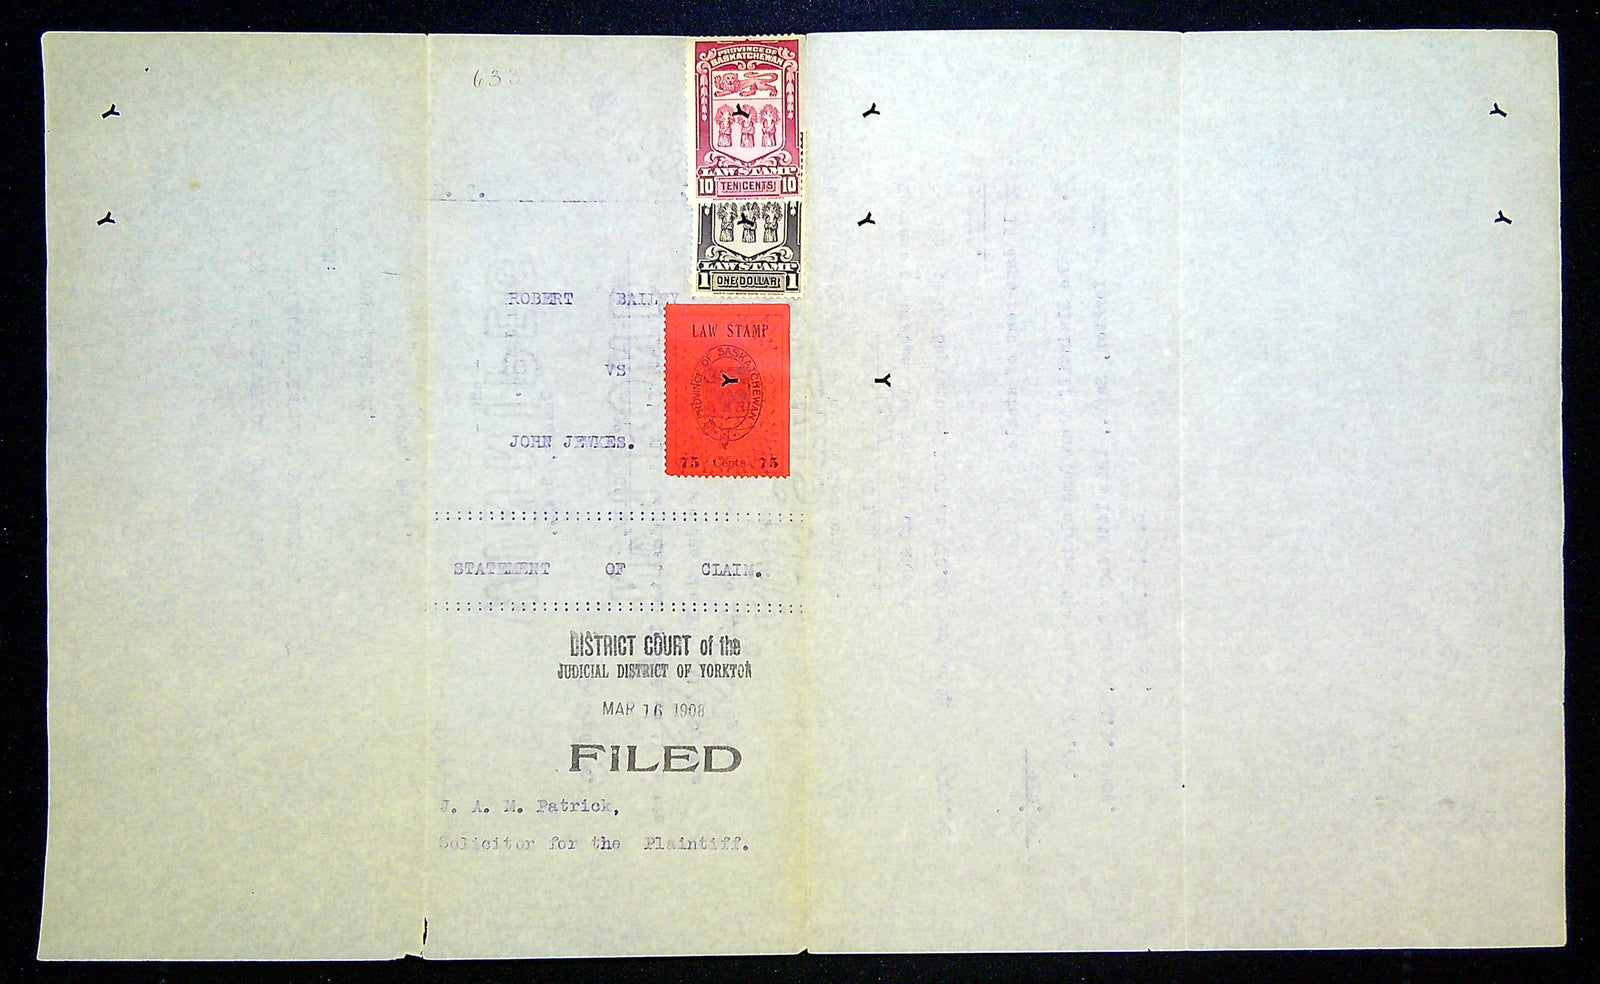 633
PROVINCE OF
SASKATCHEWAN
LAW STAMP
10 TEN CENTS 10
LAW STAMP
1 ONE DOLLAR 1
D. C.
ROBERT BAILEY
VS
JOHN JEWKES.
LAW STAMP
PROVINCE OF SASKATCHEWAN
75 Cents 75
STATEMENT OF CLAIM.
DISTRICT COURT of the
JUDICIAL DISTRICT OF YORKTON
MAR 16 1908
FILED
J. A. M. Patrick,
Solicitor for the Plaintiff.